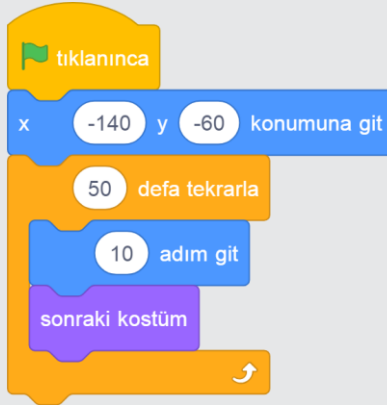 tıklanınca
x -140 y -60 konumuna git
50 defa tekrarla
10 adım git
sonraki kostüm